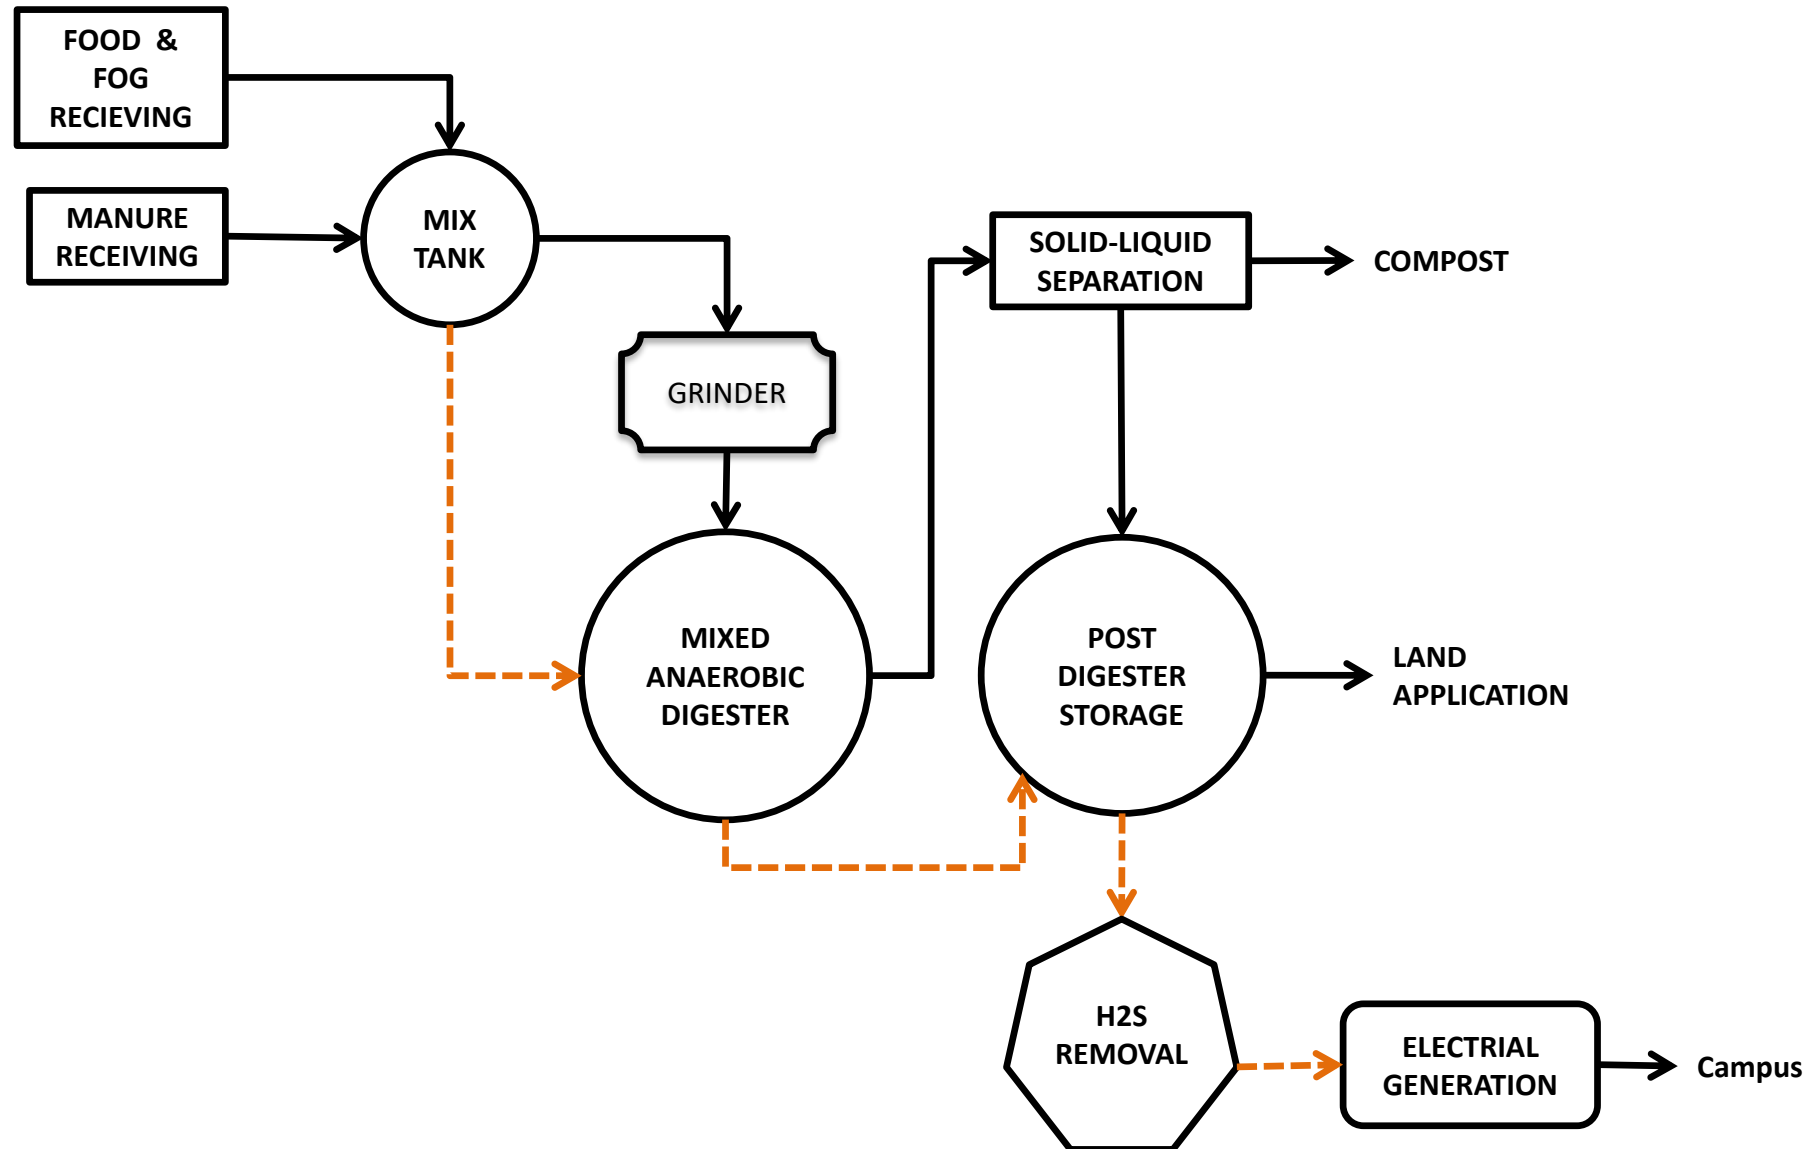 FOOD &
FOG
RECIEVING
MANURE
RECEIVING
MIX
TANK
GRINDER
SOLID-LIQUID
SEPARATION
COMPOST
MIXED
ANAEROBIC
DIGESTER
POST
DIGESTER
STORAGE
LAND
APPLICATION
H2S
REMOVAL
ELECTRIAL
GENERATION
Campus